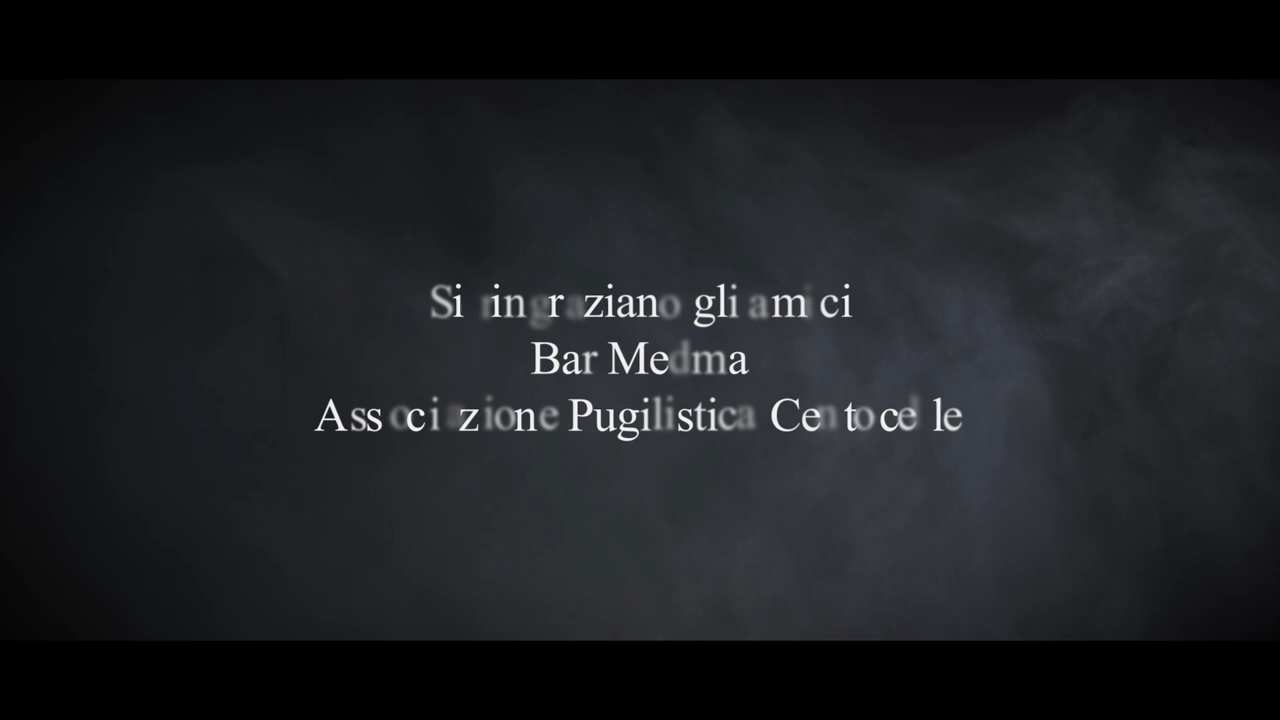 Si ringraziano gli amici
Bar Medma
Associazione Pugilistica Centocelle